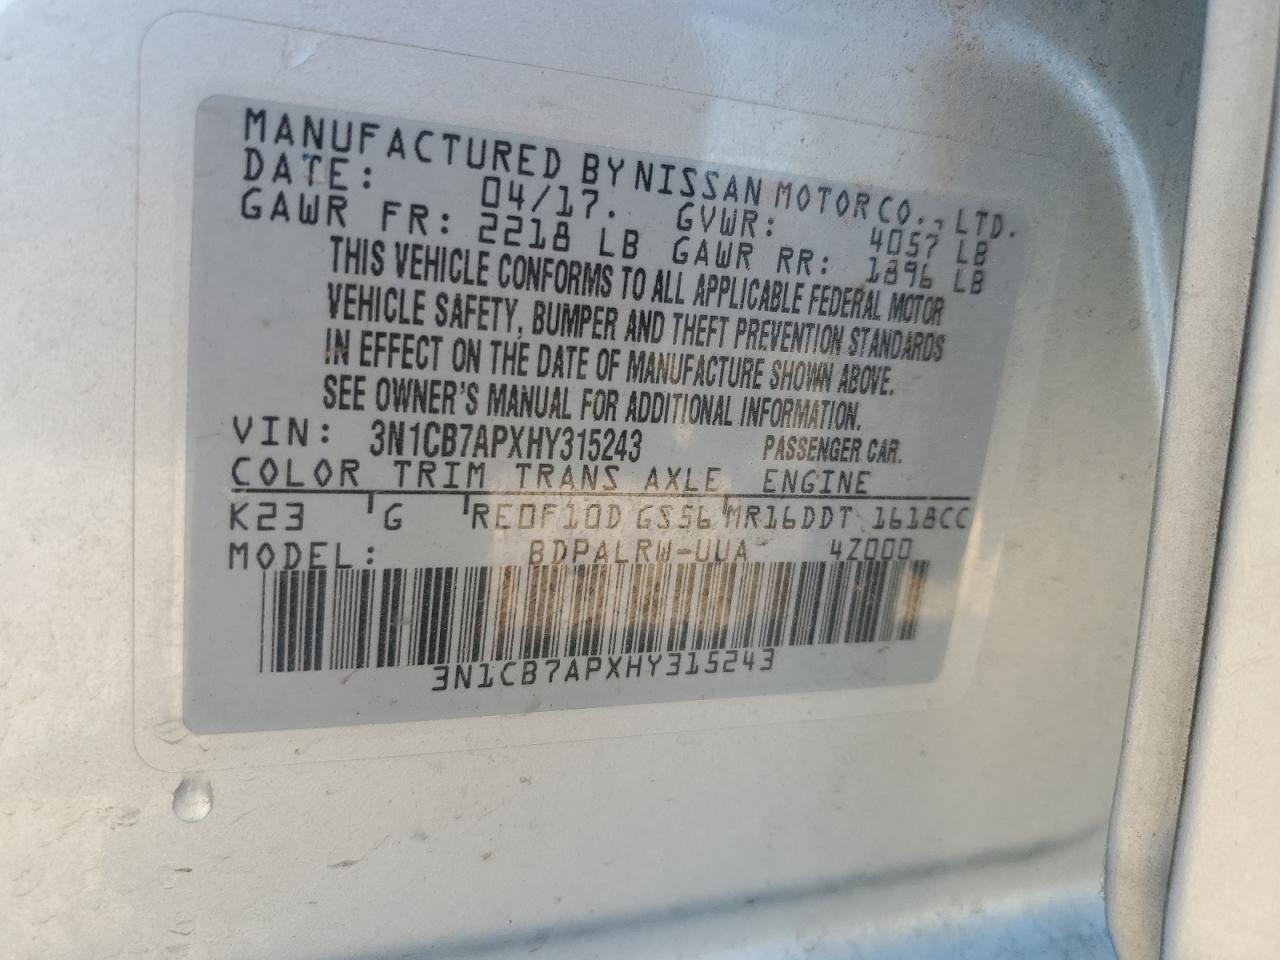 MANUFACTURED BY NISSAN MOTOR CO., LTD.
DATE: 04/17. GVWR: 4057 LB
GAWR FR: 2218 LB GAWR RR: 1896 LB
THIS VEHICLE CONFORMS TO ALL APPLICABLE FEDERAL MOTOR
VEHICLE SAFETY, BUMPER AND THEFT PREVENTION STANDARDS
IN EFFECT ON THE DATE OF MANUFACTURE SHOWN ABOVE.
SEE OWNER'S MANUAL FOR ADDITIONAL INFORMATION.
VIN: 3N1CB7APXHY315243 PASSENGER CAR.
COLOR TRIM TRANS AXLE ENGINE
K23 G RE0F10D GS56 MR16DDT 1618CC
MODEL: BDPALRW-UUA 4Z000
3N1CB7APXHY315243